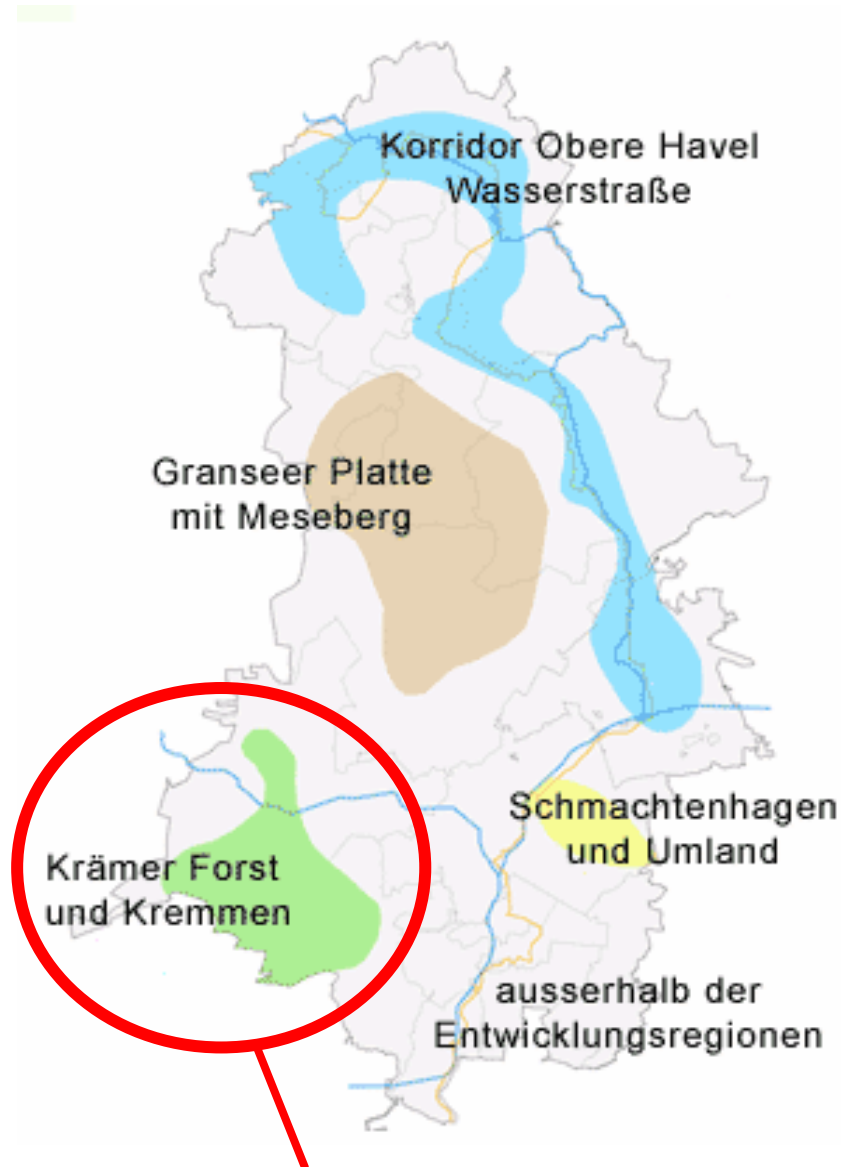 Korridor Obere Havel
Wasserstraße
Granseer Platte
mit Meseberg
Schmachtenhagen
und Umland
Krämer Forst
und Kremmen
ausserhalb der
Entwicklungsregionen